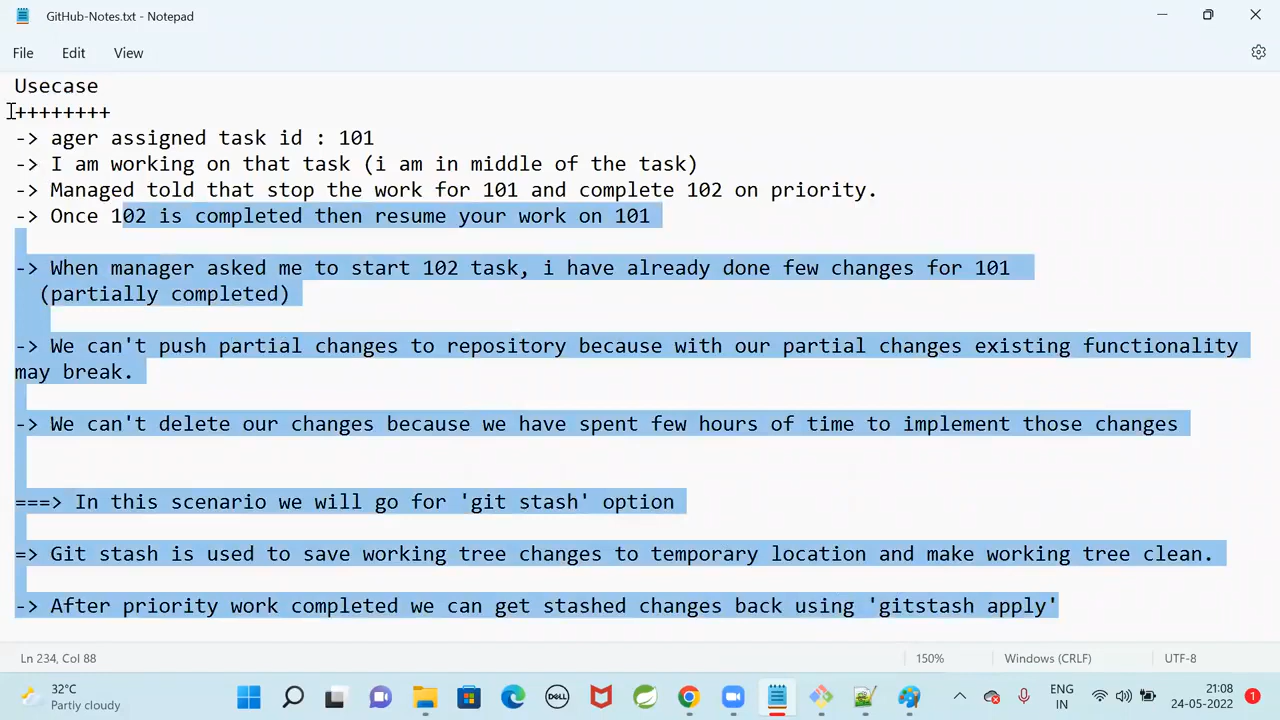 GitHub-Notes.txt - Notepad
File Edit View
Usecase
++++++++
-> ager assigned task id : 101
-> I am working on that task (i am in middle of the task)
-> Managed told that stop the work for 101 and complete 102 on priority.
-> Once 102 is completed then resume your work on 101
-> When manager asked me to start 102 task, i have already done few changes for 101
(partially completed)
-> We can't push partial changes to repository because with our partial changes existing functionality
may break.
-> We can't delete our changes because we have spent few hours of time to implement those changes
===> In this scenario we will go for 'git stash' option
=> Git stash is used to save working tree changes to temporary location and make working tree clean.
-> After priority work completed we can get stashed changes back using 'gitstash apply'
Ln 234, Col 88 150% Windows (CRLF) UTF-8
32°C
Partly cloudy
DELL
ENG
IN
21:08
24-05-2022
1